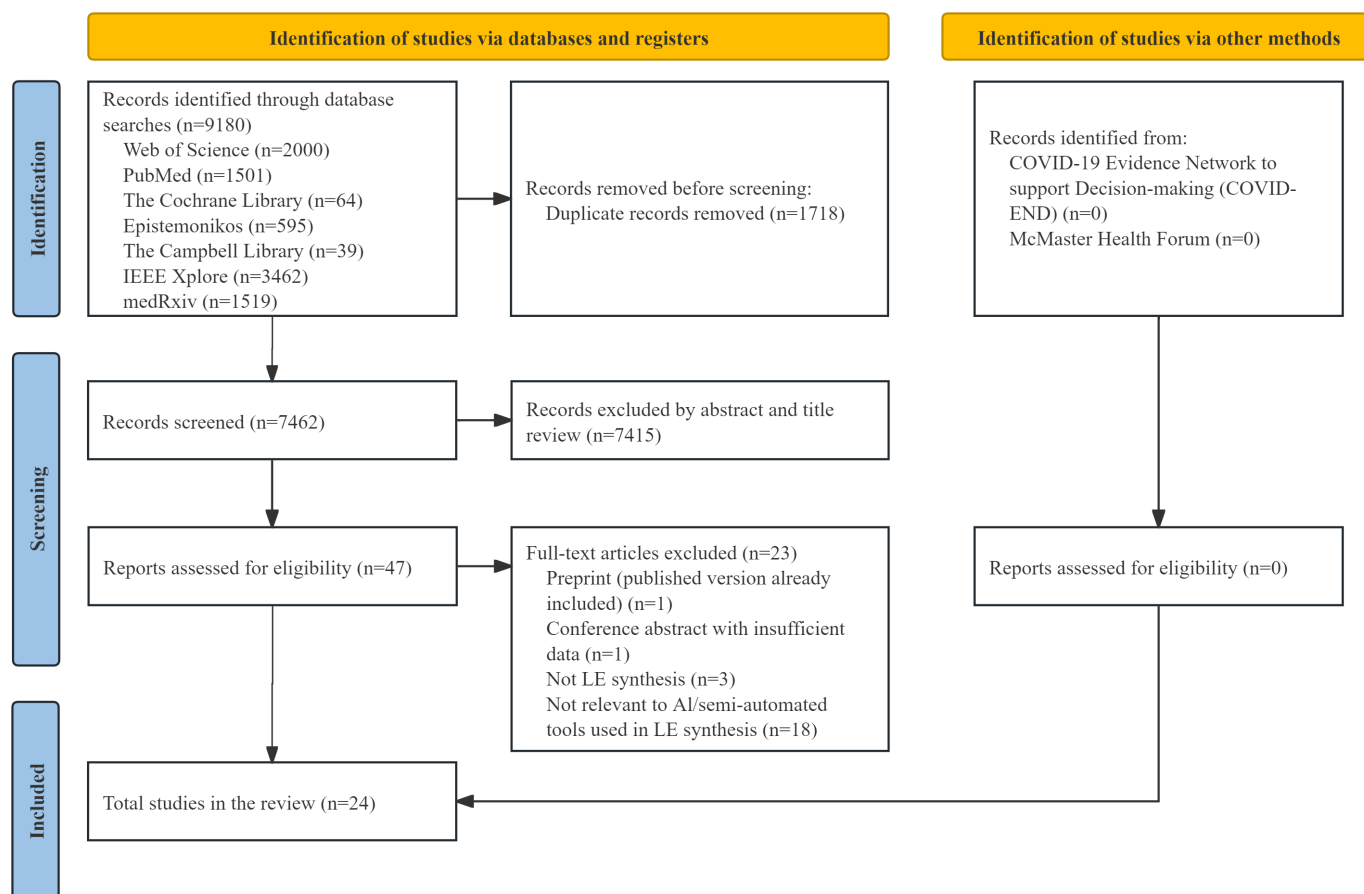 Identification of studies via databases and registers
Identification of studies via other methods
Identification
Records identified through database
searches (n=9180)
Web of Science (n=2000)
PubMed (n=1501)
The Cochrane Library (n=64)
Epistemonikos (n=595)
The Campbell Library (n=39)
IEEE Xplore (n=3462)
medRxiv (n=1519)
Records removed before screening:
Duplicate records removed (n=1718)
Records identified from:
COVID-19 Evidence Network to
support Decision-making (COVID-
END) (n=0)
McMaster Health Forum (n=0)
Screening
Records screened (n=7462)
Records excluded by abstract and title
review (n=7415)
Reports assessed for eligibility (n=47)
Full-text articles excluded (n=23)
Preprint (published version already
included) (n=1)
Conference abstract with insufficient
data (n=1)
Not LE synthesis (n=3)
Not relevant to Al/semi-automated
tools used in LE synthesis (n=18)
Reports assessed for eligibility (n=0)
Included
Total studies in the review (n=24)